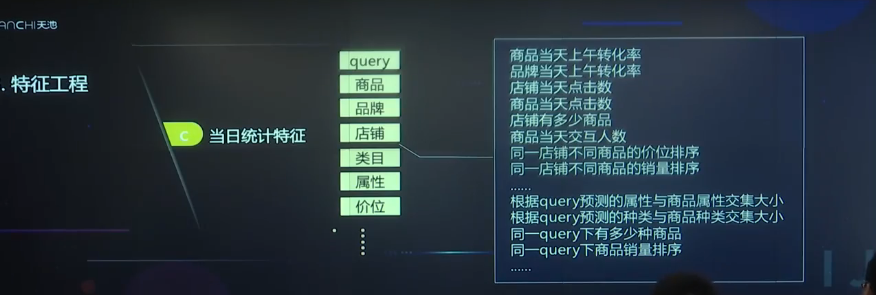 ANCHI天池
. 特征工程
C 当日统计特征
query
商品
品牌
店铺
类目
属性
价位
商品当天上午转化率
品牌当天上午转化率
店铺当天点击数
商品当天点击数
店铺有多少商品
商品当天交互人数
同一店铺不同商品的价位排序
同一店铺不同商品的销量排序
......
根据query预测的属性与商品属性交集大小
根据query预测的种类与商品种类交集大小
同一query下有多少种商品
同一query下商品销量排序
......